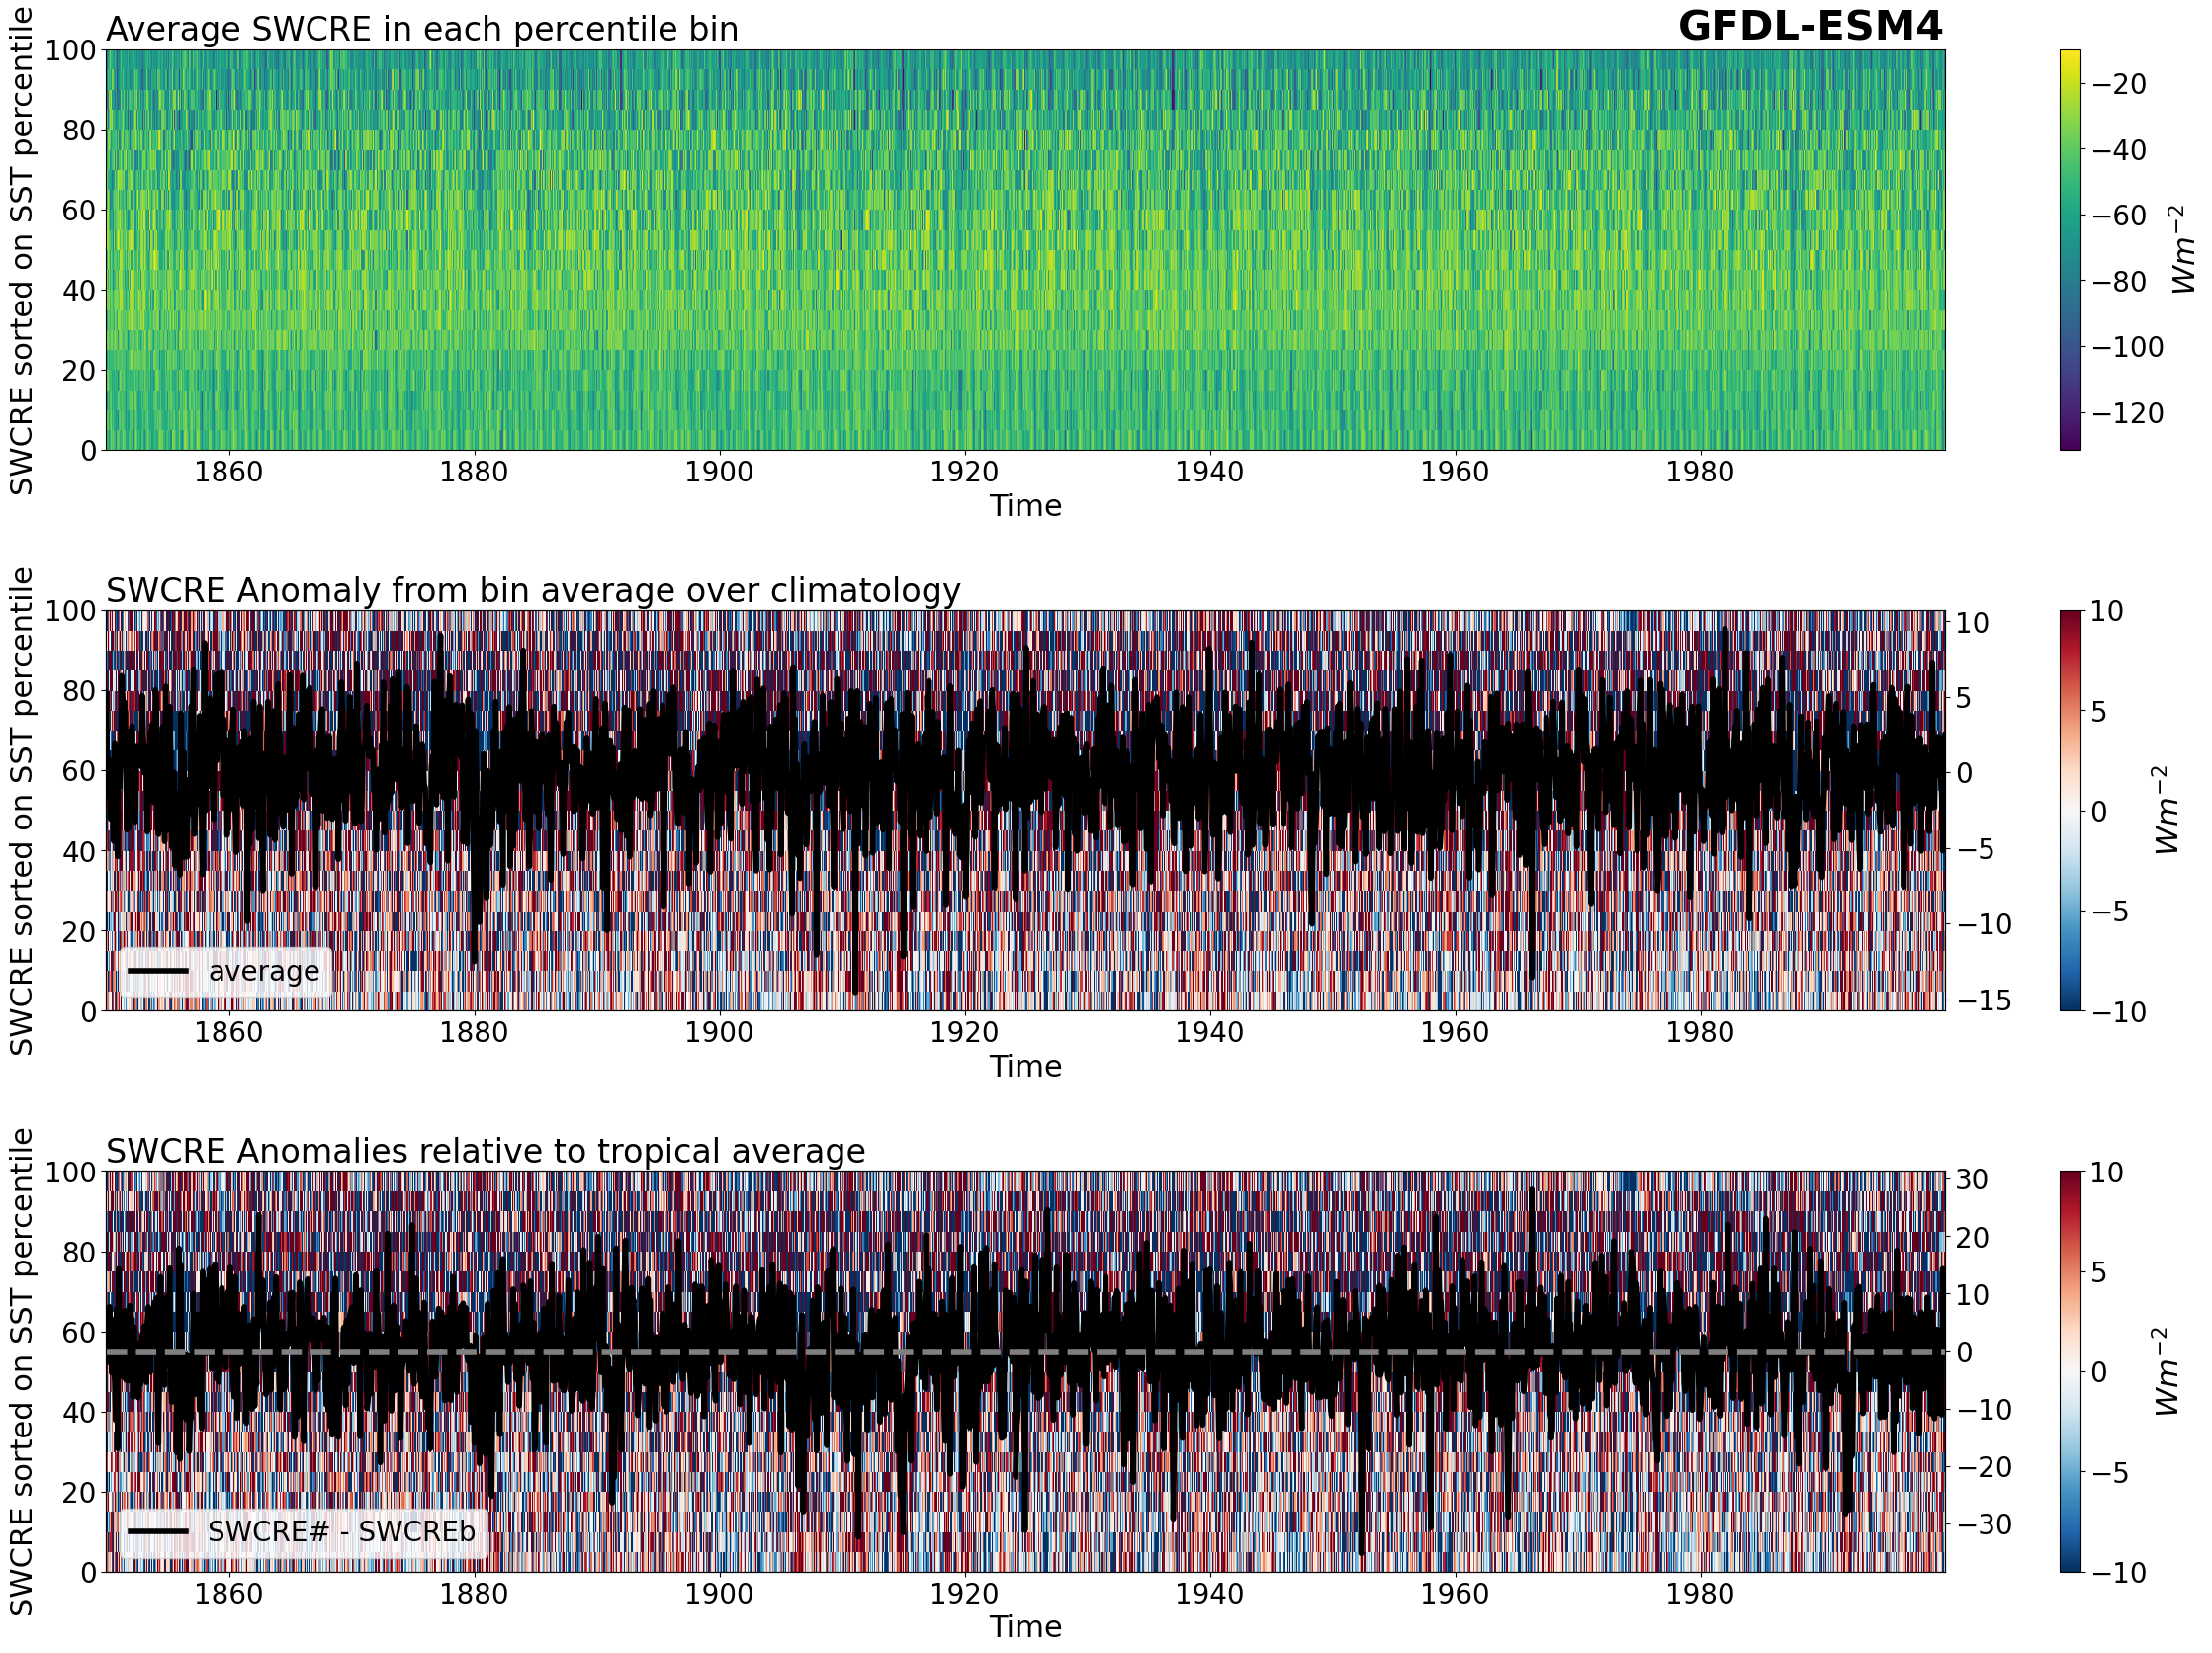 Average SWCRE in each percentile bin
GFDL-ESM4
SWCRE sorted on SST percentile
100
80
60
40
20
0
1860 1880 1900 1920 1940 1960 1980
Time
−20
−40
−60
−80
−100
−120
Wm⁻²
SWCRE Anomaly from bin average over climatology
SWCRE sorted on SST percentile
100
80
60
40
20
0
average
1860 1880 1900 1920 1940 1960 1980
Time
10
5
0
−5
−10
−15
10
5
0
−5
−10
Wm⁻²
SWCRE Anomalies relative to tropical average
SWCRE sorted on SST percentile
100
80
60
40
20
0
SWCRE# - SWCREb
1860 1880 1900 1920 1940 1960 1980
Time
30
20
10
0
−10
−20
−30
10
5
0
−5
−10
Wm⁻²